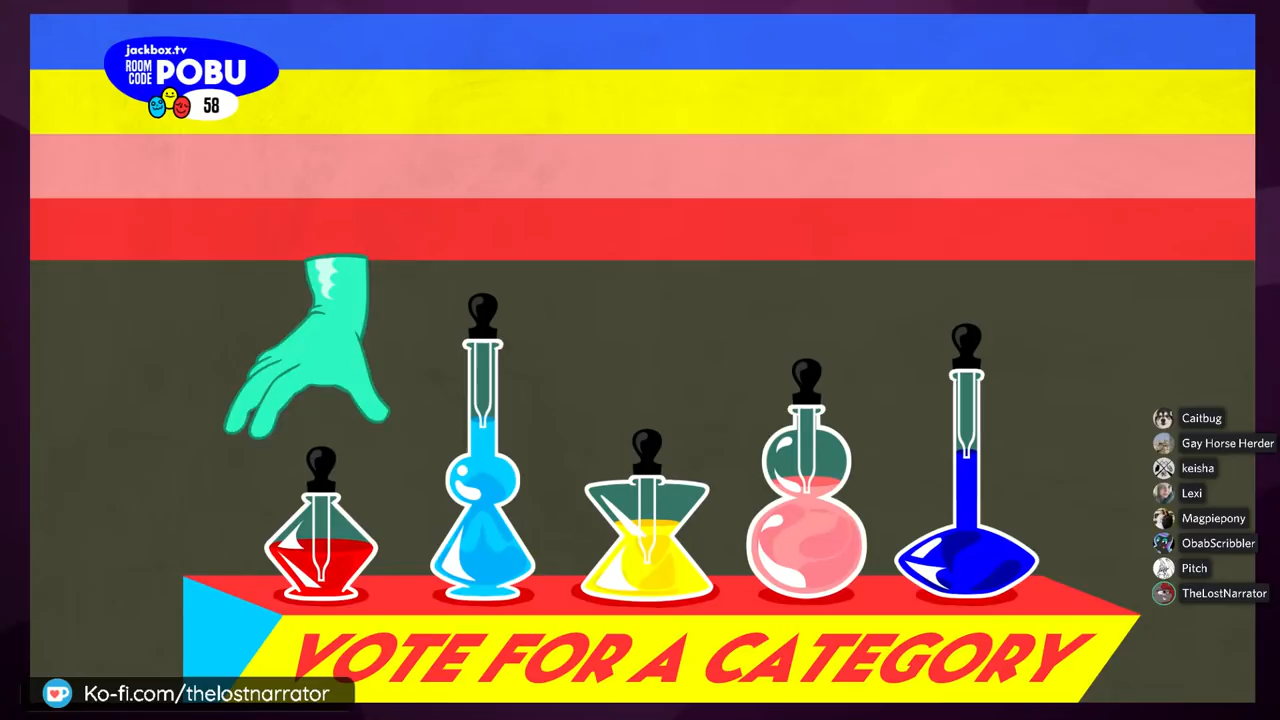 jackbox.tv
ROOM CODE POBU
58
Caitbug
Gay Horse Herder
keisha
Lexi
Magpiepony
ObabScribbler
Pitch
TheLostNarrator
VOTE FOR A CATEGORY
Ko-fi.com/thelostnarrator